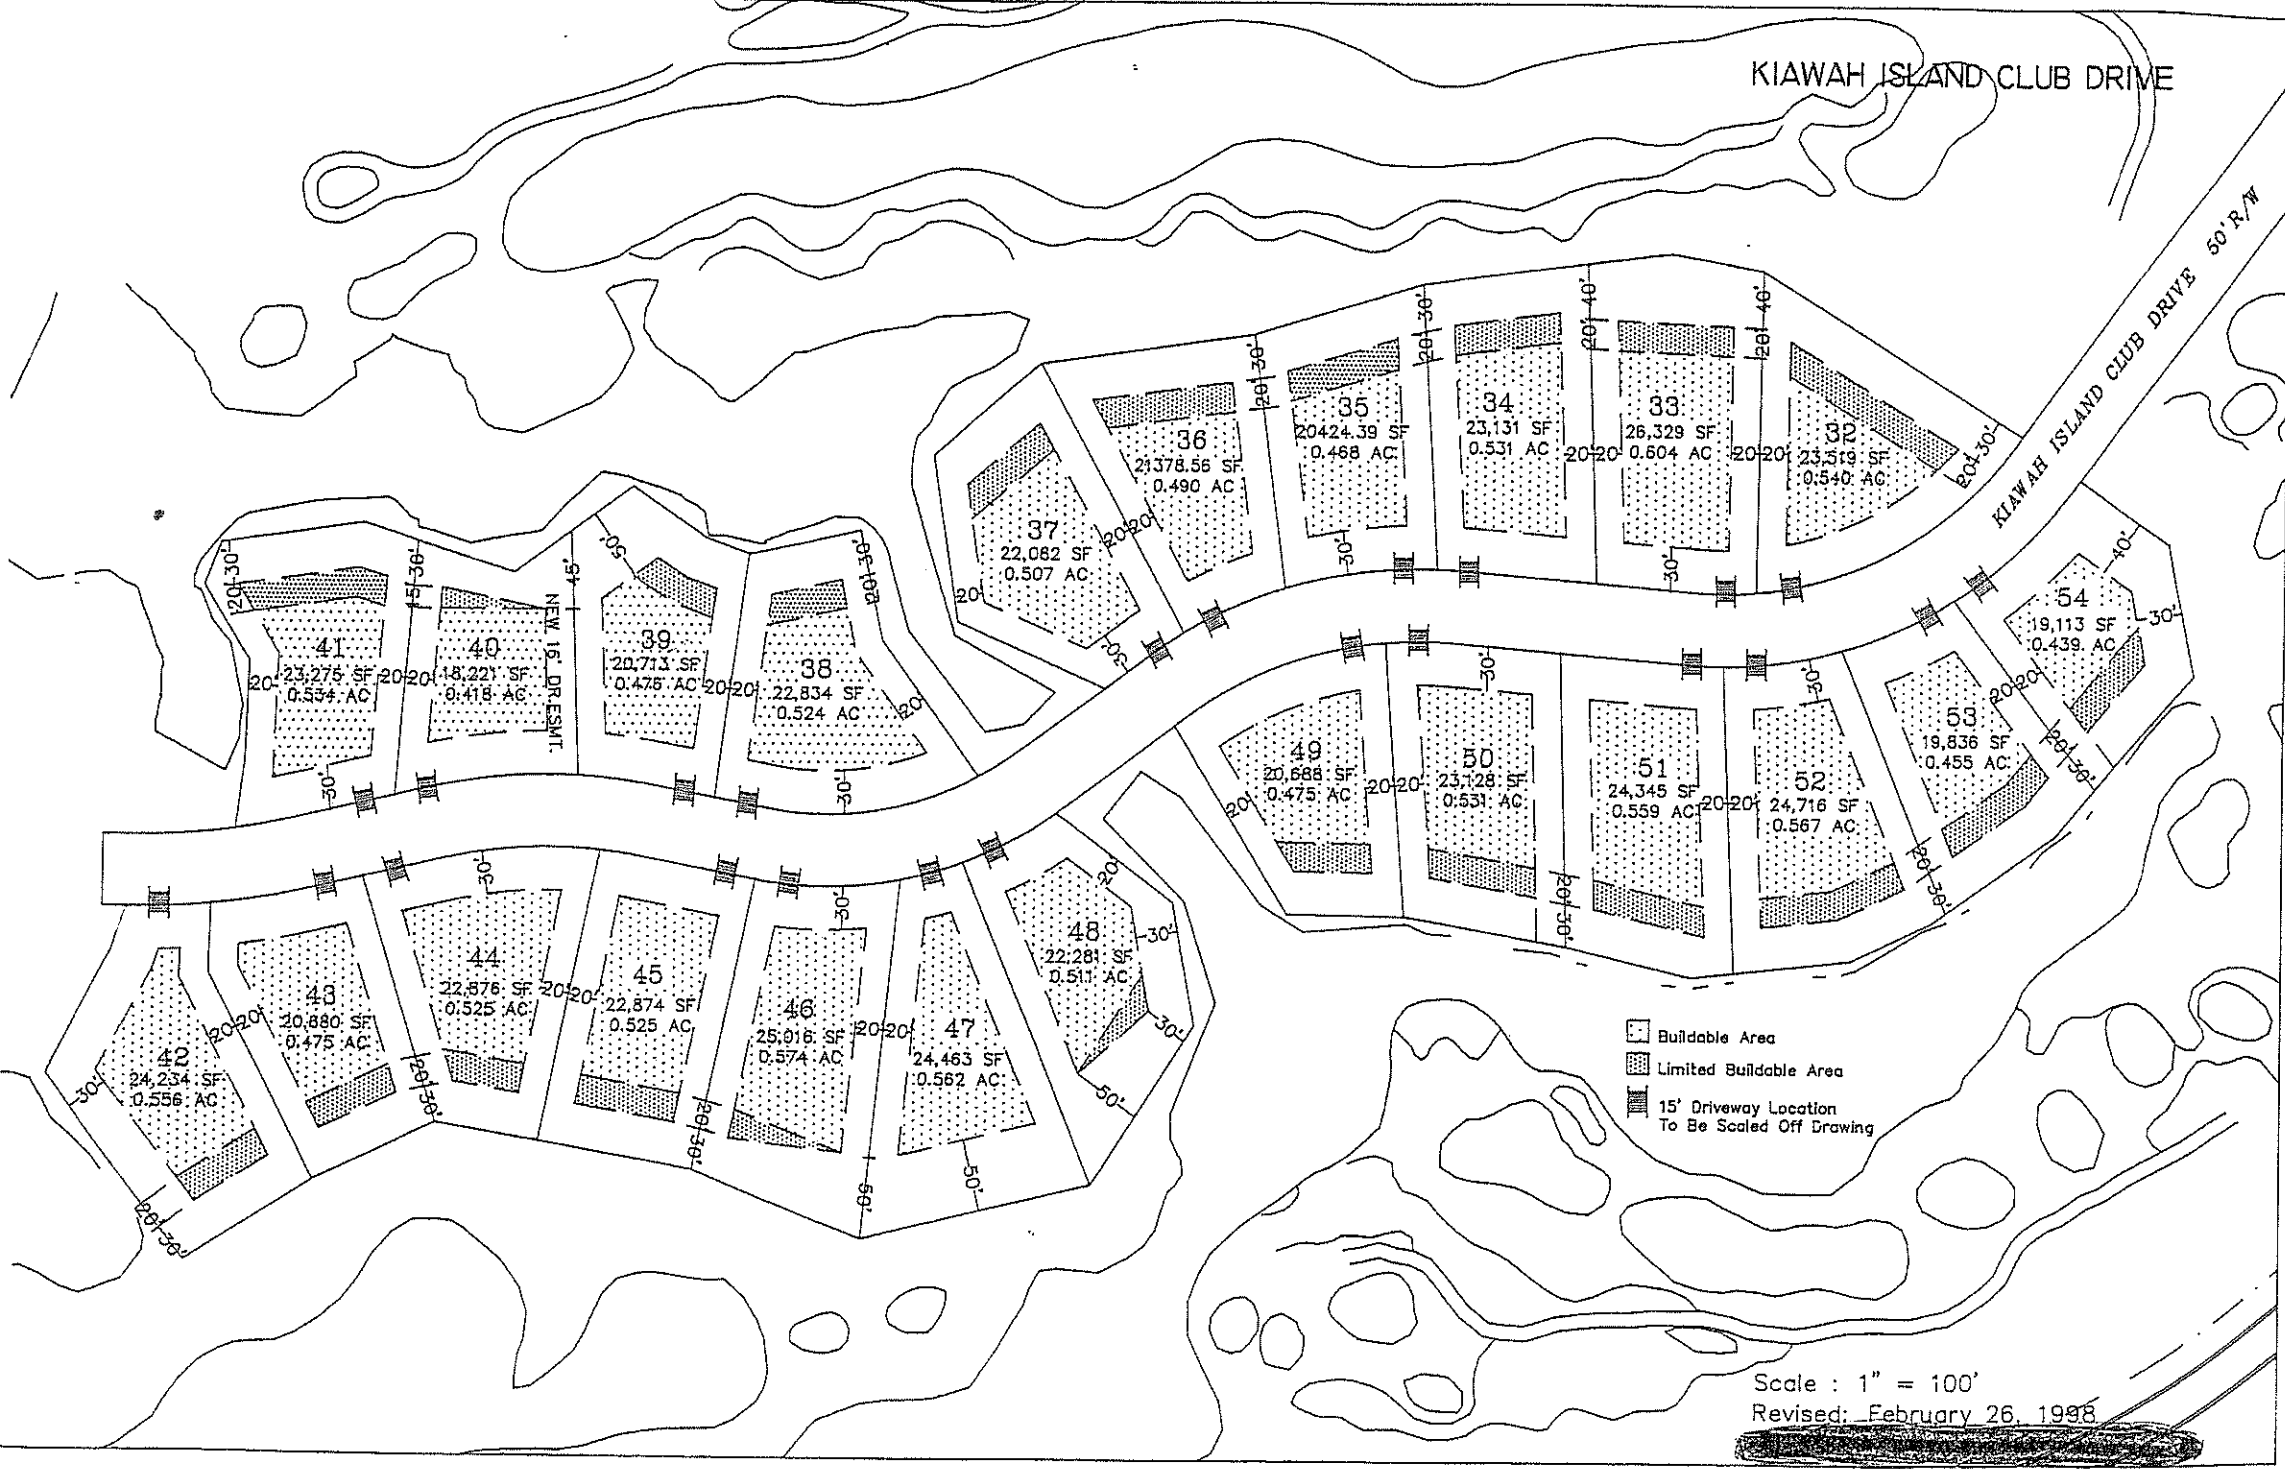 KIAWAH ISLAND CLUB DRIVE
KIAWAH ISLAND CLUB DRIVE 50' R/W
32
23,519 SF
0.540 AC
33
26,329 SF
0.604 AC
34
23,131 SF
0.531 AC
35
20424.39 SF
0.468 AC
36
21378.56 SF
0.490 AC
37
22,082 SF
0.507 AC
38
22,834 SF
0.524 AC
39
20,713 SF
0.476 AC
40
18,221 SF
0.418 AC
NEW 16' DR.ESMT.
41
23,275 SF
0.534 AC
42
24,234 SF
0.556 AC
43
20,680 SF
0.475 AC
44
22,876 SF
0.525 AC
45
22,874 SF
0.525 AC
46
25,016 SF
0.574 AC
47
24,463 SF
0.562 AC
48
22,281 SF
0.511 AC
49
20,688 SF
0.475 AC
50
23,128 SF
0.531 AC
51
24,345 SF
0.559 AC
52
24,716 SF
0.567 AC
53
19,836 SF
0.455 AC
54
19,113 SF
0.439 AC
Buildable Area
Limited Buildable Area
15' Driveway Location
To Be Scaled Off Drawing
Scale : 1" = 100'
Revised: February 26, 1998